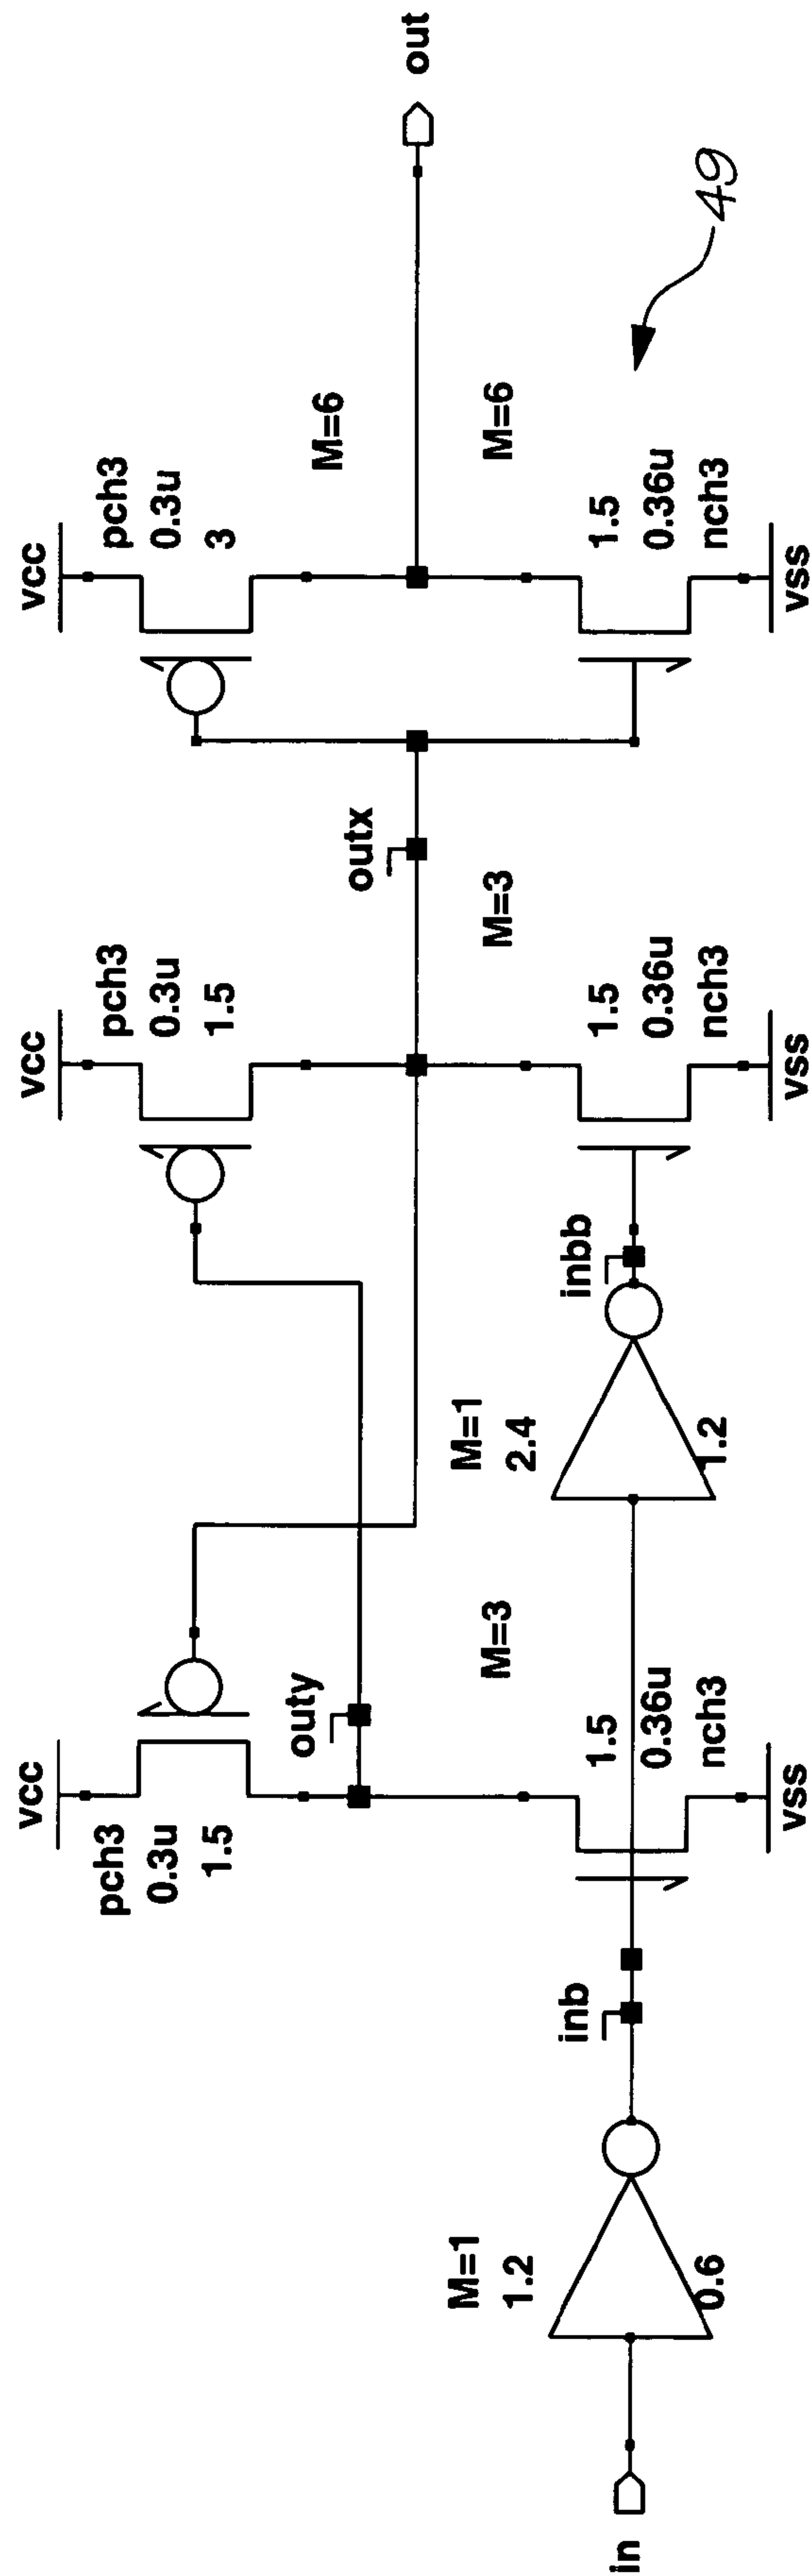 vcc
pch3
0.3u
1.5
outy
M=3
1.5
0.36u
nch3
vss
in
M=1
1.2
0.6
inb
M=1
2.4
1.2
inbb
vcc
pch3
0.3u
1.5
outx
M=3
1.5
0.36u
nch3
vss
vcc
pch3
0.3u
3
M=6
M=6
1.5
0.36u
nch3
vss
out
49